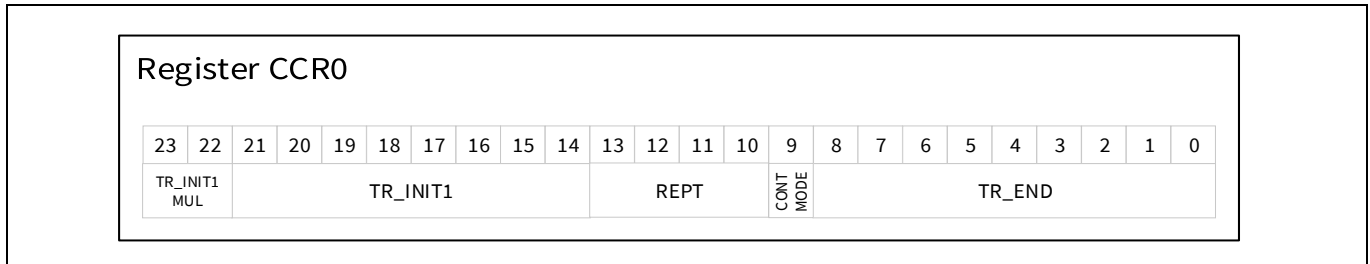 Register CCR0
23 22 21 20 19 18 17 16 15 14 13 12 11 10 9 8 7 6 5 4 3 2 1 0
TR_INIT1
MUL
TR_INIT1
REPT
CONT
MODE
TR_END